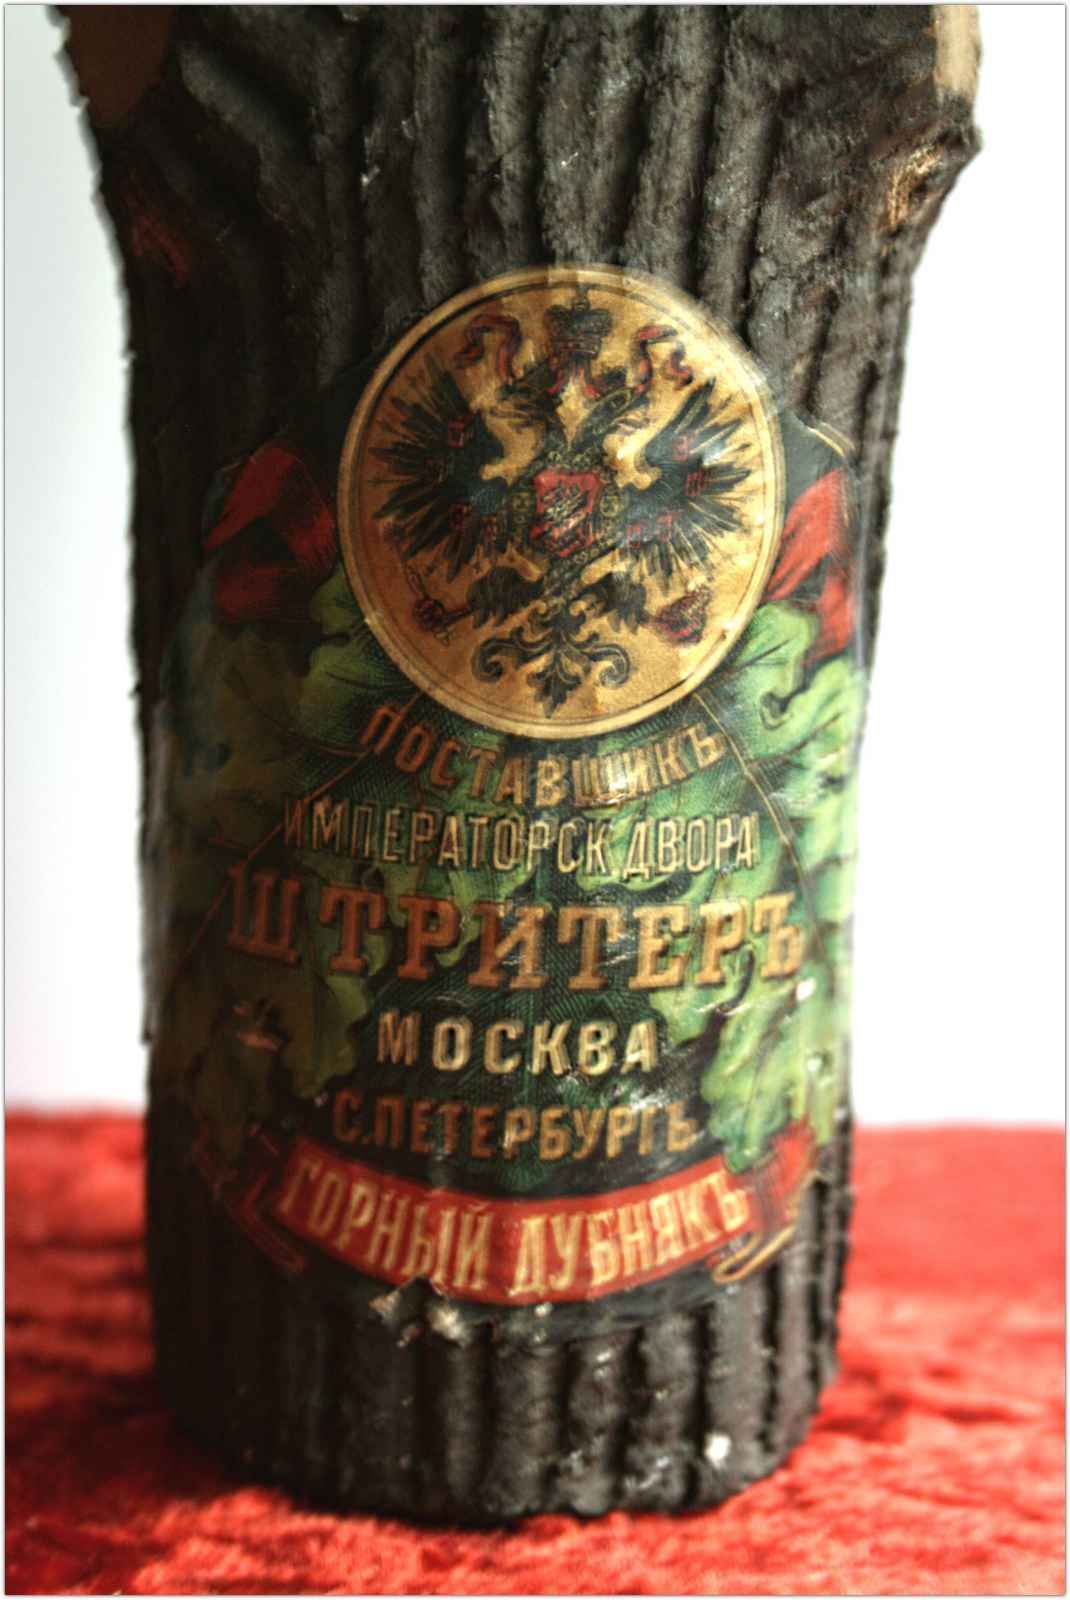 ПОСТАВЩИКЪ
ИМПЕРАТОРСК ДВОРА
ШТРИТЕРЪ
МОСКВА
С.ПЕТЕРБУРГЪ
ГОРНЫЙ ДУБНЯКЪ